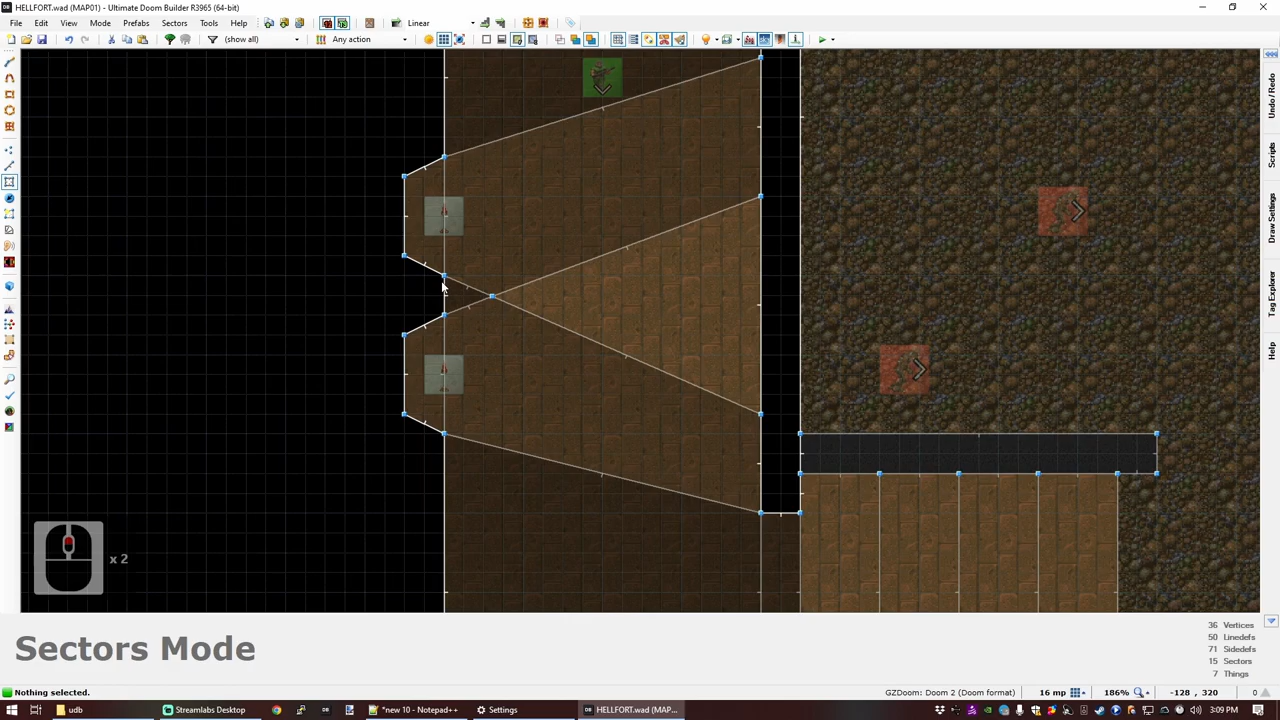 HELLFORT.wad (MAP01) - Ultimate Doom Builder R3965 (64-bit)
File Edit View Mode Prefabs Sectors Tools Help Linear
(show all) Any action
Undo / Redo
Scripts
Draw Settings
Tag Explorer
Help
x 2
Sectors Mode
36 Vertices
50 Linedefs
71 Sidedefs
15 Sectors
7 Things
Nothing selected. GZDoom: Doom 2 (Doom format) 16 mp 186% -128 , 320 0
udb Streamlabs Desktop *new 10 - Notepad++ Settings HELLFORT.wad (MAP... 3:09 PM